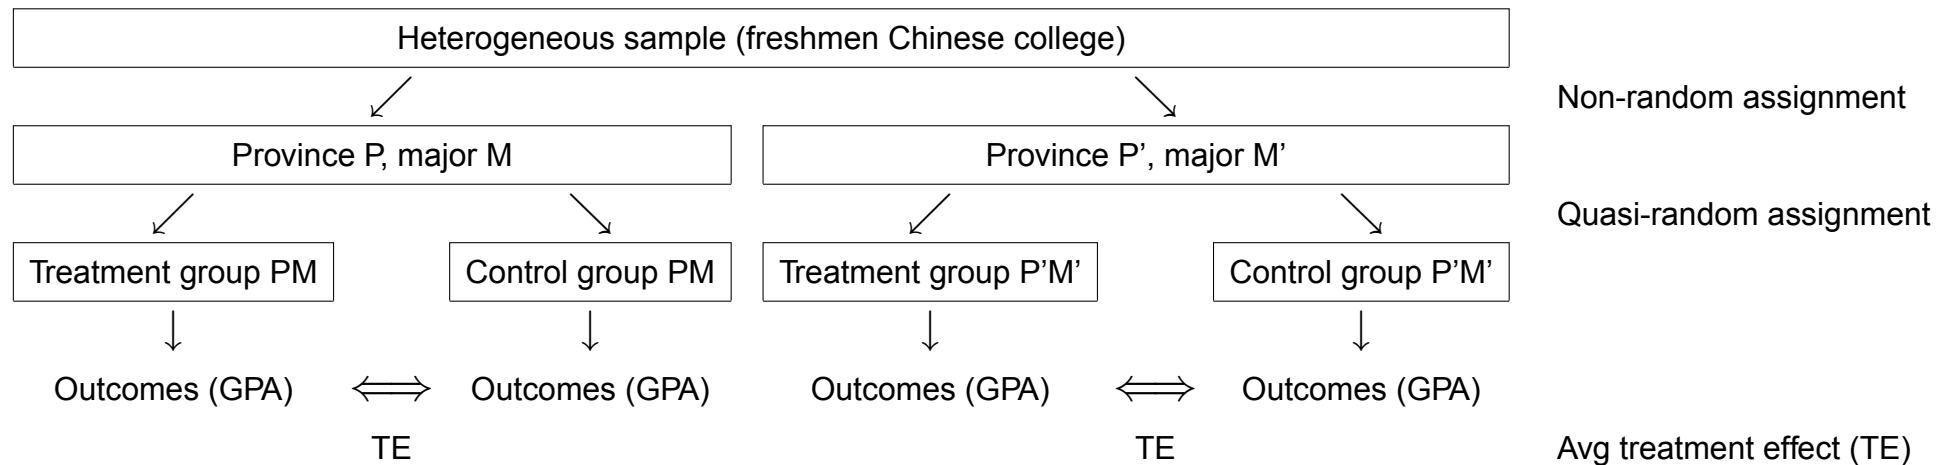 Heterogeneous sample (freshmen Chinese college)
Non-random assignment
Province P, major M
Province P’, major M’
Quasi-random assignment
Treatment group PM
Control group PM
Treatment group P’M’
Control group P’M’
Outcomes (GPA)
Outcomes (GPA)
Outcomes (GPA)
Outcomes (GPA)
TE
TE
Avg treatment effect (TE)